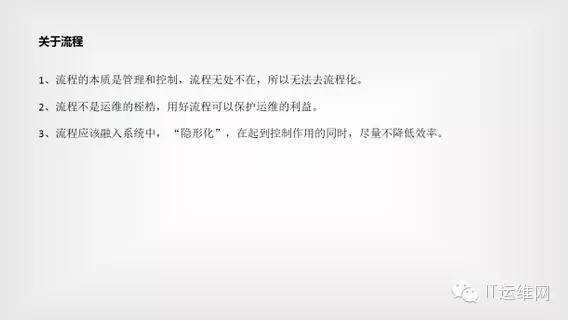 关于流程
1、流程的本质是管理和控制，流程无处不在，所以无法去流程化。
2、流程不是运维的桎梏，用好流程可以保护运维的利益。
3、流程应该融入系统中，“隐形化”，在起到控制作用的同时，尽量不降低效率。
IT运维网